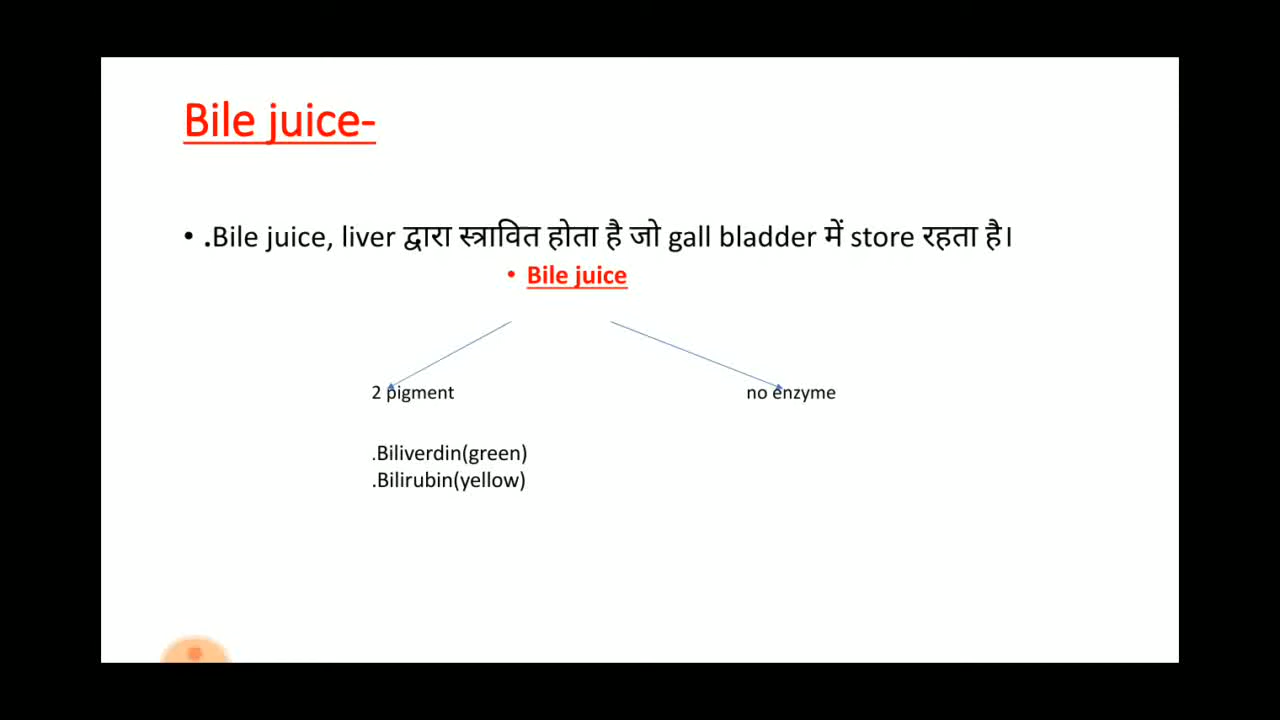 Bile juice-
• .Bile juice, liver द्वारा स्त्रावित होता है जो gall bladder में store रहता है।
• Bile juice
2 pigment no enzyme
.Biliverdin(green)
.Bilirubin(yellow)